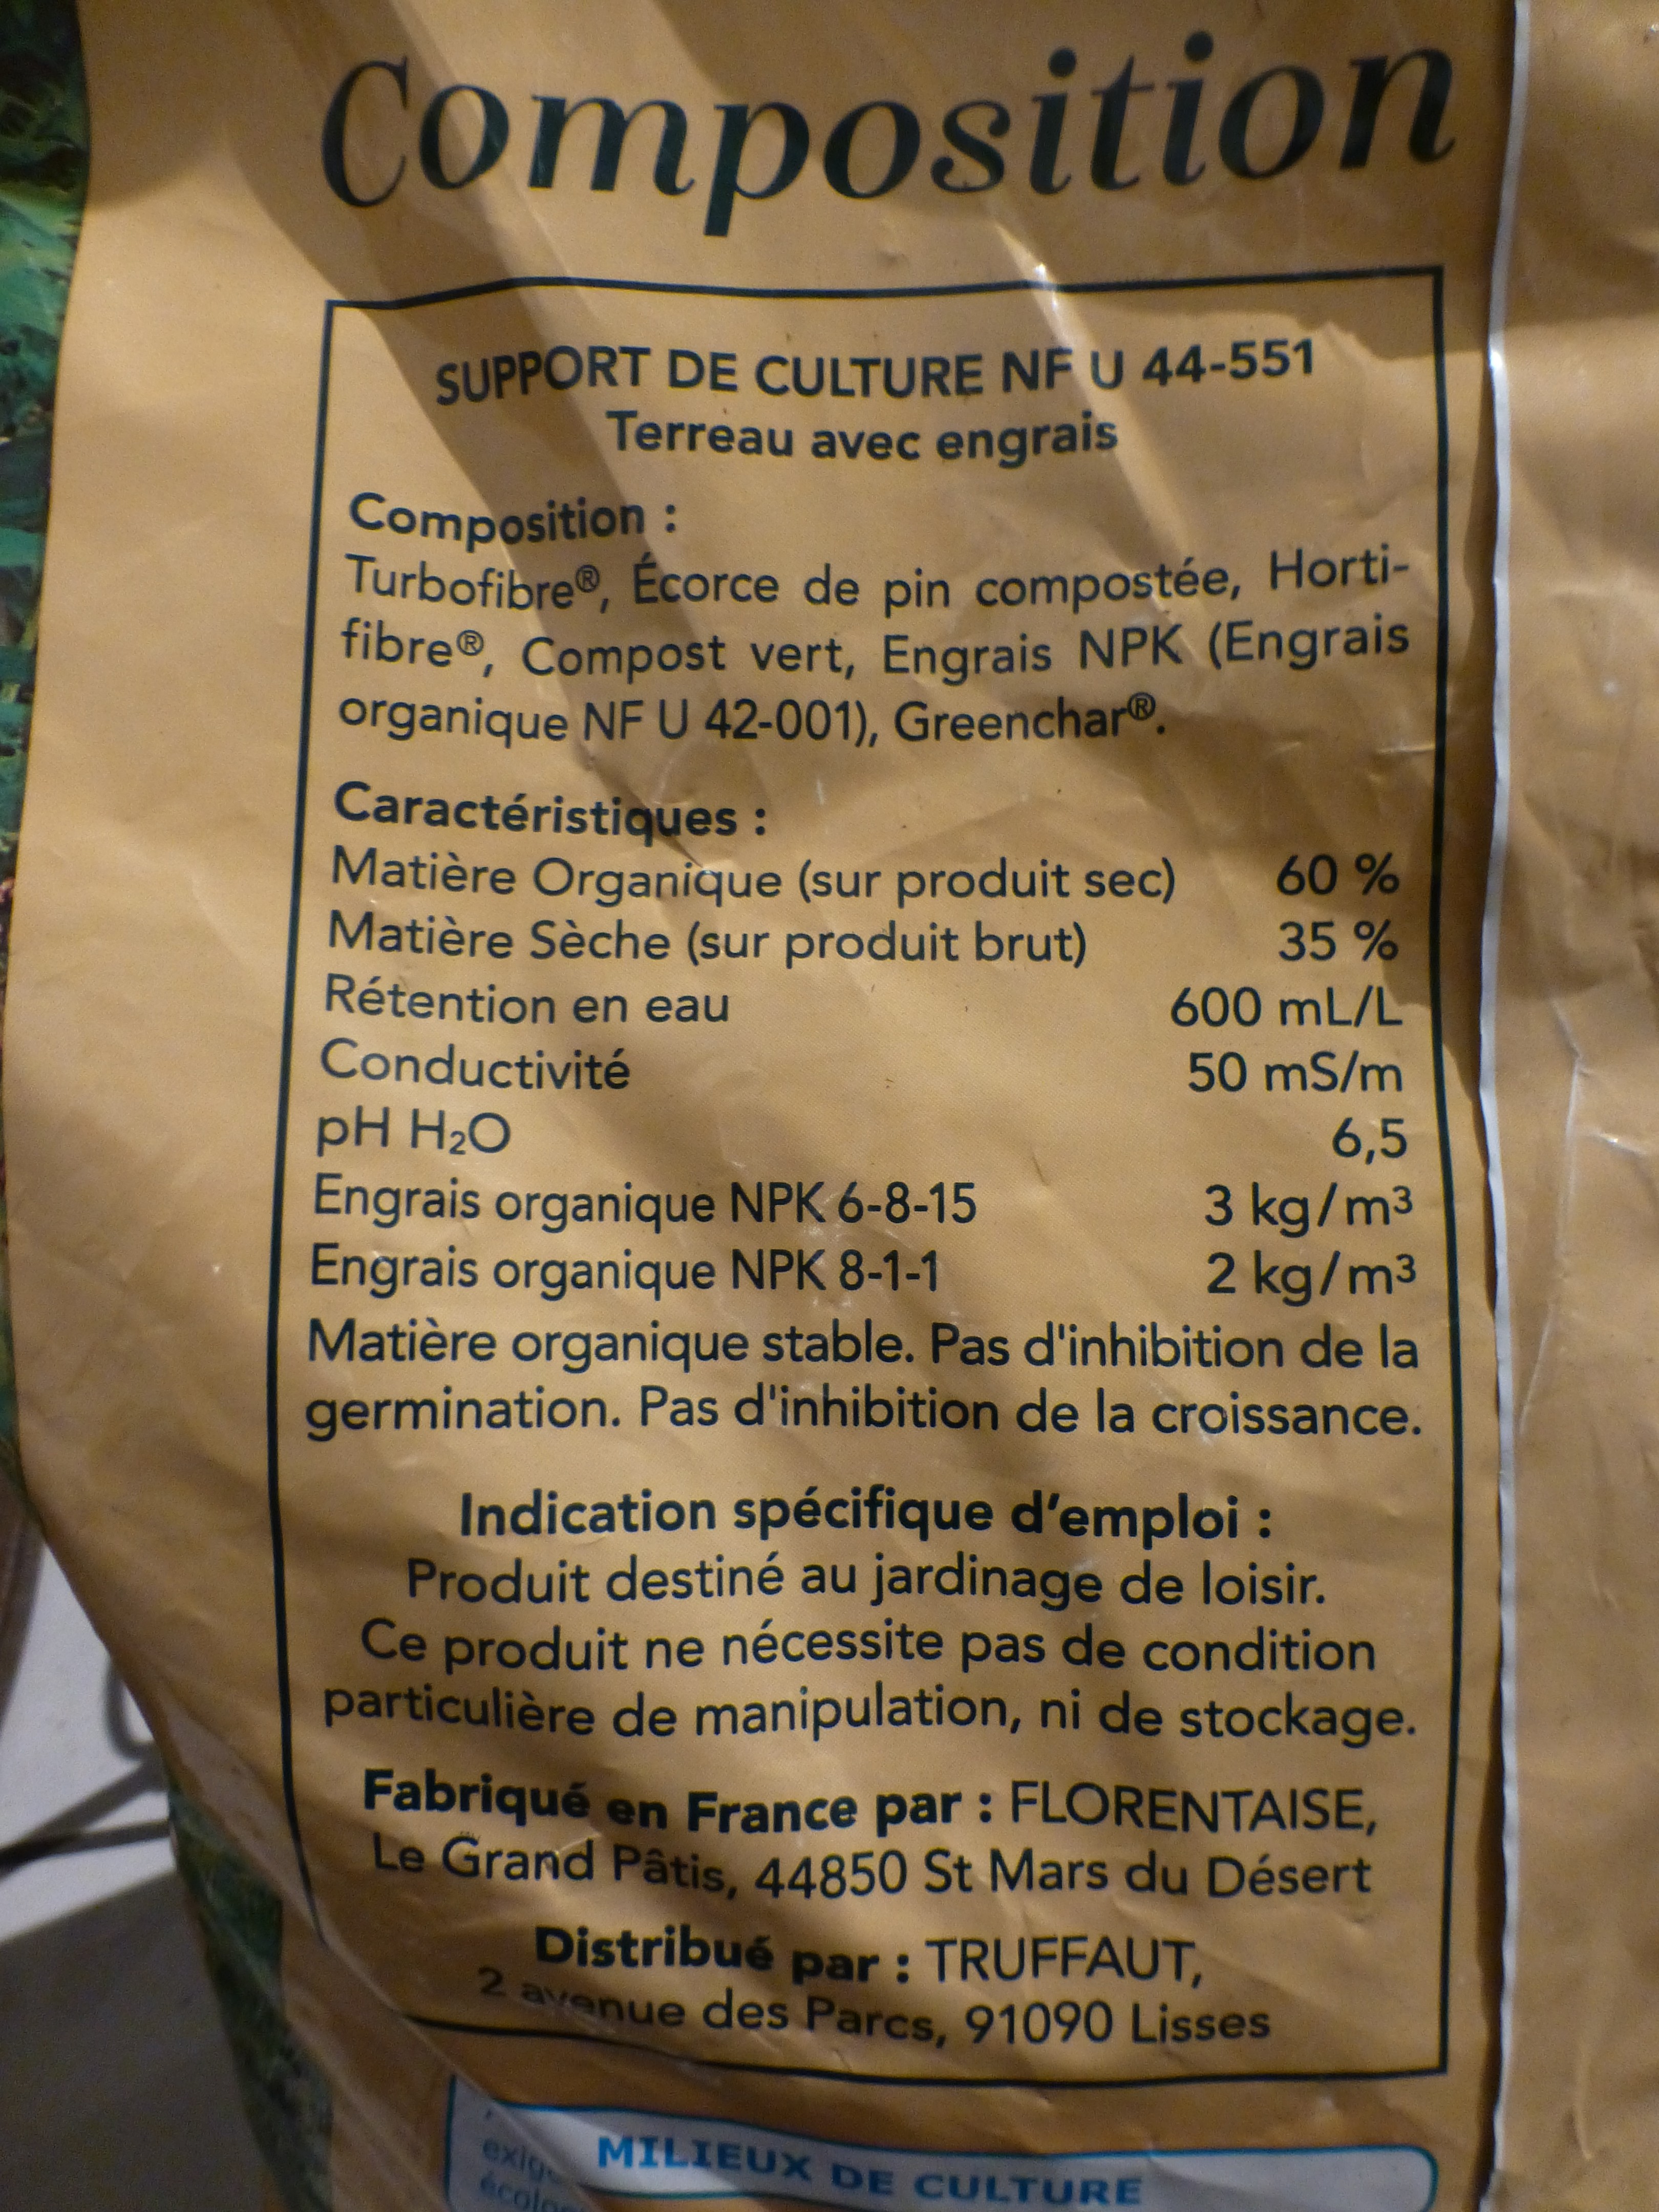 Composition
SUPPORT DE CULTURE NF U 44-551
Terreau avec engrais
Composition :
Turbofibre®, Écorce de pin compostée, Horti-
fibre®, Compost vert, Engrais NPK (Engrais
organique NF U 42-001), Greenchar®.
Caractéristiques :
Matière Organique (sur produit sec) 60 %
Matière Sèche (sur produit brut) 35 %
Rétention en eau 600 mL/L
Conductivité 50 mS/m
pH H₂O 6,5
Engrais organique NPK 6-8-15 3 kg/m³
Engrais organique NPK 8-1-1 2 kg/m³
Matière organique stable. Pas d'inhibition de la
germination. Pas d'inhibition de la croissance.
Indication spécifique d’emploi :
Produit destiné au jardinage de loisir.
Ce produit ne nécessite pas de condition
particulière de manipulation, ni de stockage.
Fabriqué en France par : FLORENTAISE,
Le Grand Pâtis, 44850 St Mars du Désert
Distribué par : TRUFFAUT,
2 avenue des Parcs, 91090 Lisses
MILIEUX DE CULTURE